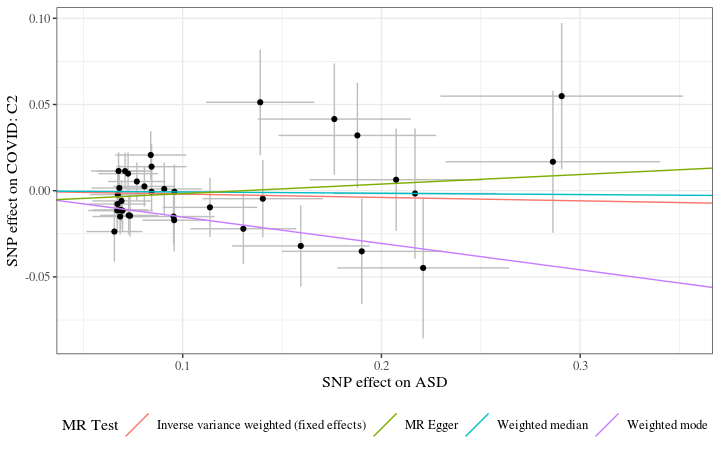 0.10
0.05
0.00
-0.05
SNP effect on COVID: C2
0.1
0.2
0.3
SNP effect on ASD
MR Test
Inverse variance weighted (fixed effects)
MR Egger
Weighted median
Weighted mode